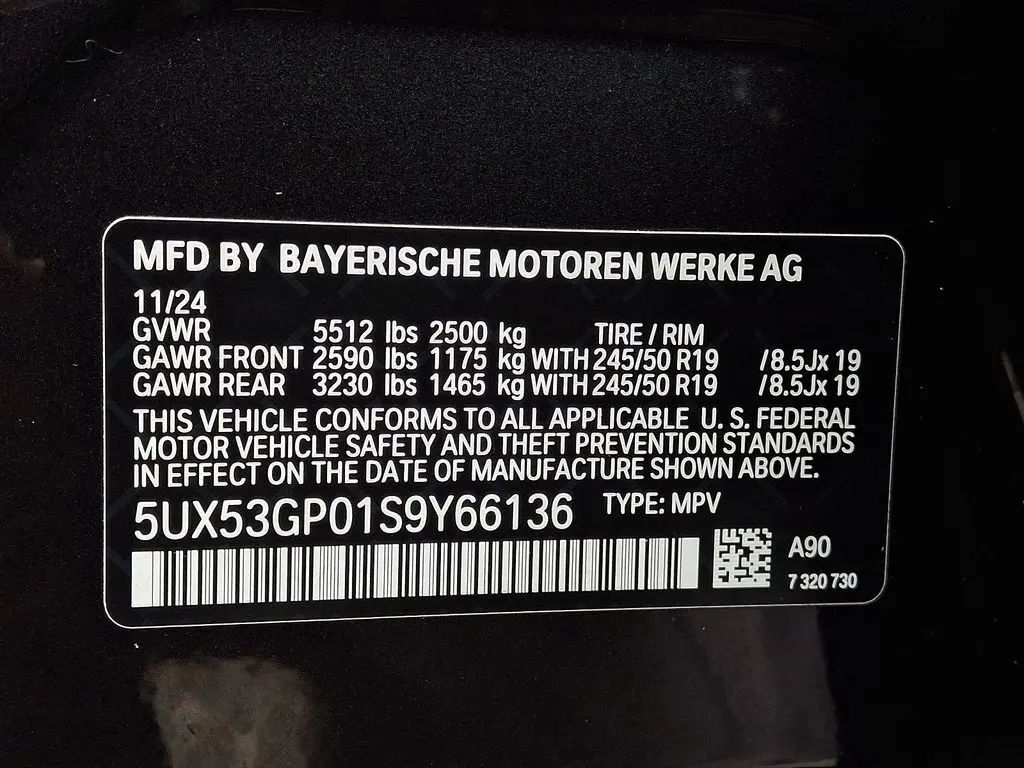 MFD BY BAYERISCHE MOTOREN WERKE AG
11/24
GVWR 5512 lbs 2500 kg TIRE / RIM
GAWR FRONT 2590 lbs 1175 kg WITH 245/50 R19 /8.5Jx 19
GAWR REAR 3230 lbs 1465 kg WITH 245/50 R19 /8.5Jx 19
THIS VEHICLE CONFORMS TO ALL APPLICABLE U. S. FEDERAL
MOTOR VEHICLE SAFETY AND THEFT PREVENTION STANDARDS
IN EFFECT ON THE DATE OF MANUFACTURE SHOWN ABOVE.
5UX53GP01S9Y66136 TYPE: MPV
A90
7 320 730